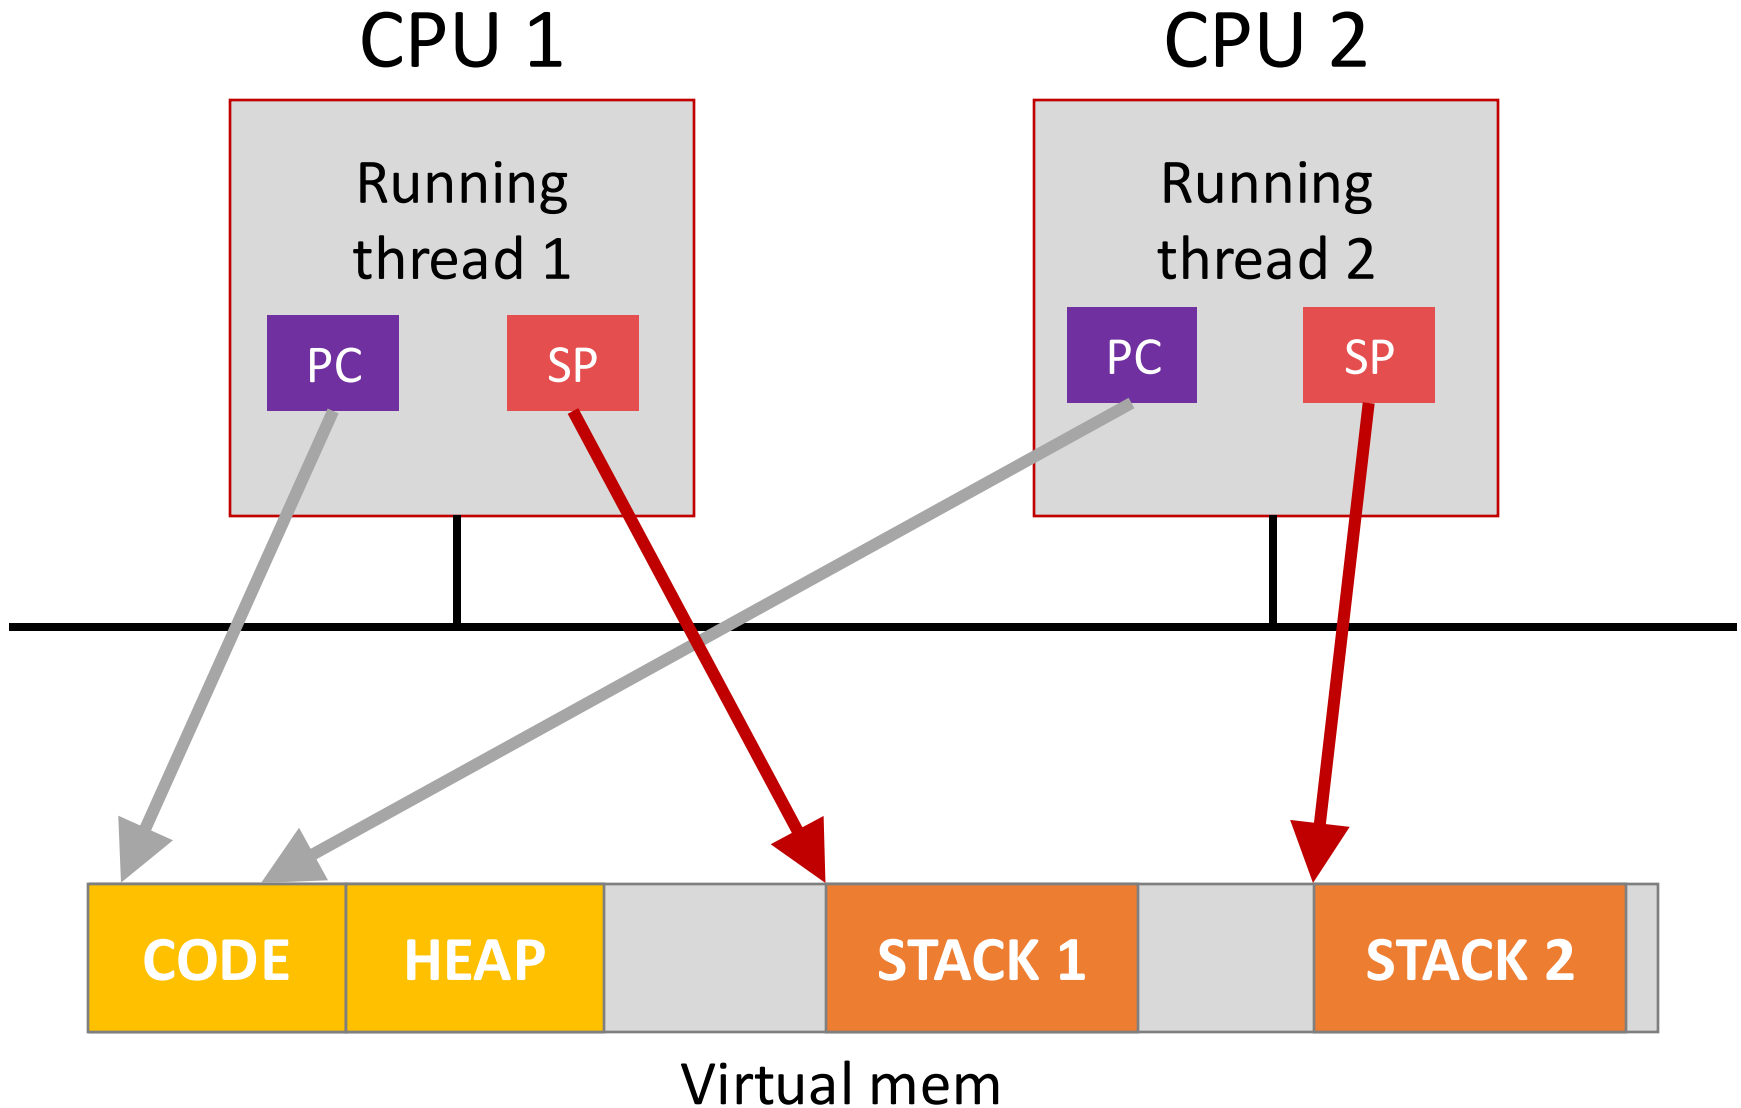 CPU 1
CPU 2
Running
thread 1
PC
SP
Running
thread 2
PC
SP
CODE
HEAP
STACK 1
STACK 2
Virtual mem